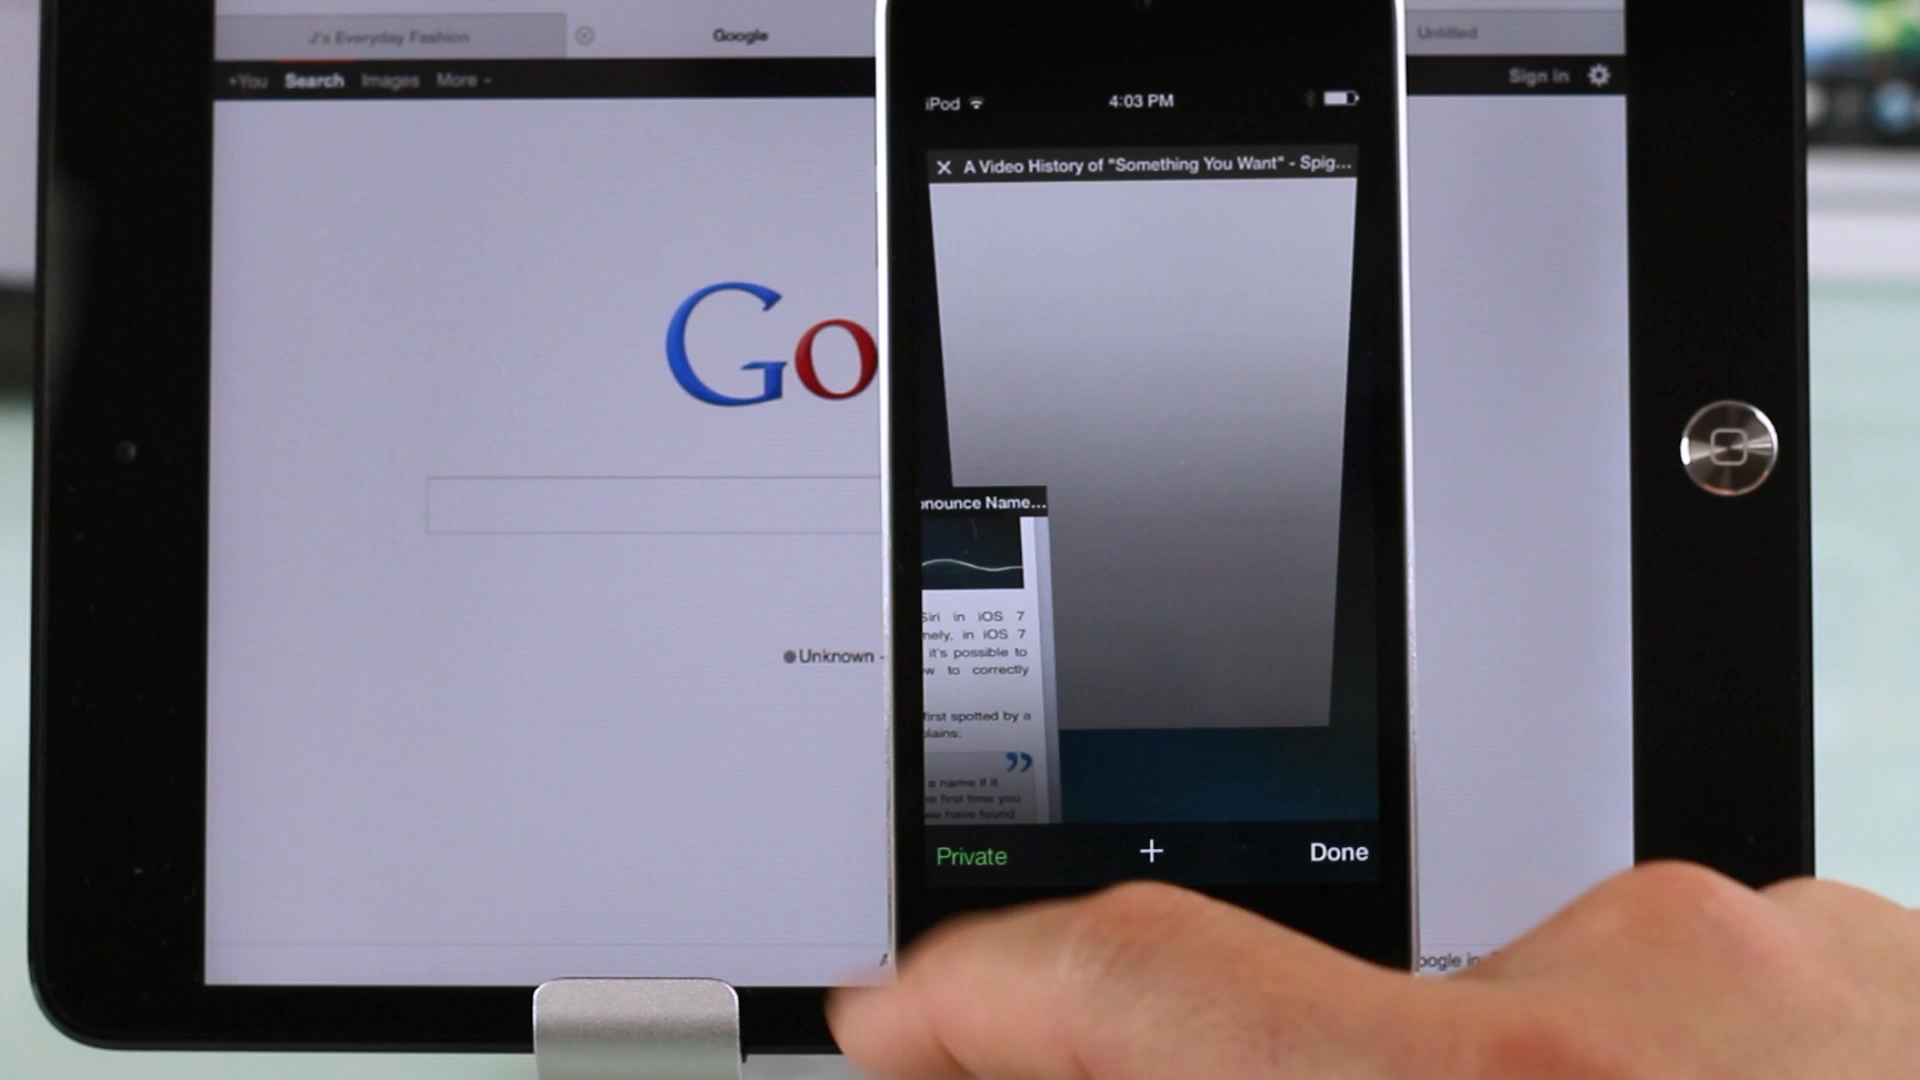 J's Everyday Fashion
Google
Untitled
+You Search Images More
Sign in
Go
Unknown -
iPod
4:03 PM
A Video History of "Something You Want" - Spig...
nounce Name...
Siri in iOS 7
nely, in iOS 7
it's possible to
w to correctly
first spotted by a
plains:
”
a name if it
first time you
have found
Private + Done
A
oogle in